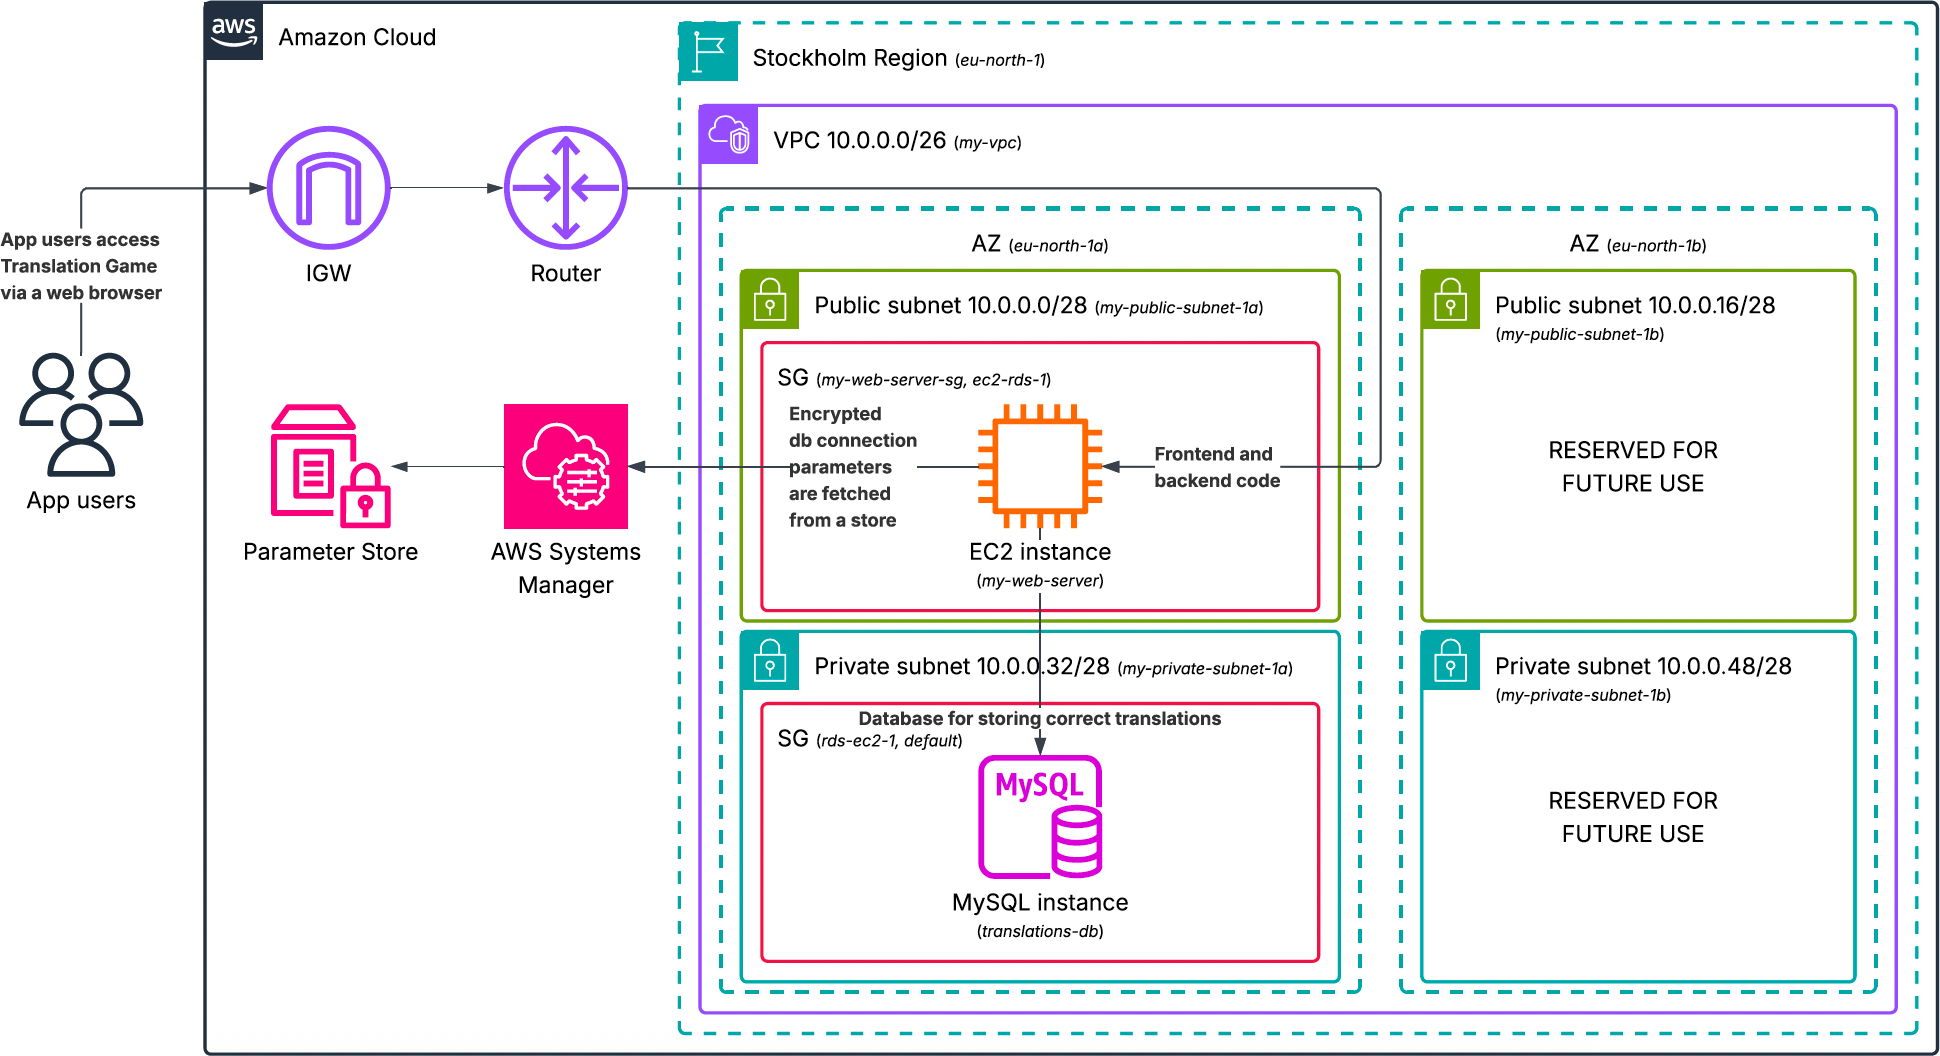 aws
Amazon Cloud
Stockholm Region (eu-north-1)
VPC 10.0.0.0/26 (my-vpc)
App users access
Translation Game
via a web browser
App users
IGW
Router
Parameter Store
AWS Systems
Manager
AZ (eu-north-1a)
Public subnet 10.0.0.0/28 (my-public-subnet-1a)
SG (my-web-server-sg, ec2-rds-1)
Encrypted
db connection
parameters
are fetched
from a store
Frontend and
backend code
EC2 instance
(my-web-server)
Private subnet 10.0.0.32/28 (my-private-subnet-1a)
Database for storing correct translations
SG (rds-ec2-1, default)
MySQL
MySQL instance
(translations-db)
AZ (eu-north-1b)
Public subnet 10.0.0.16/28
(my-public-subnet-1b)
RESERVED FOR
FUTURE USE
Private subnet 10.0.0.48/28
(my-private-subnet-1b)
RESERVED FOR
FUTURE USE